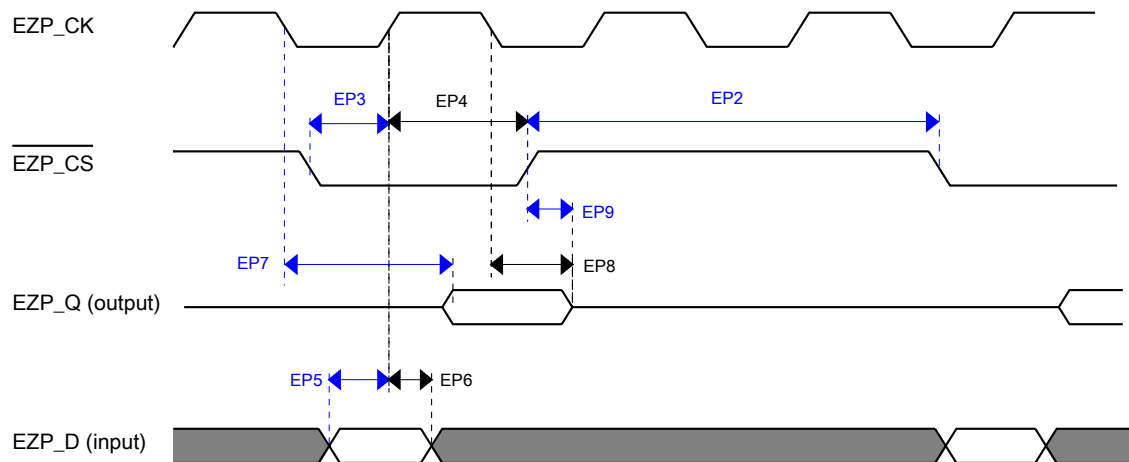 EZP_CK
EP3
EP4
EP2
EZP_CS
EP9
EP7
EP8
EZP_Q (output)
EP5
EP6
EZP_D (input)